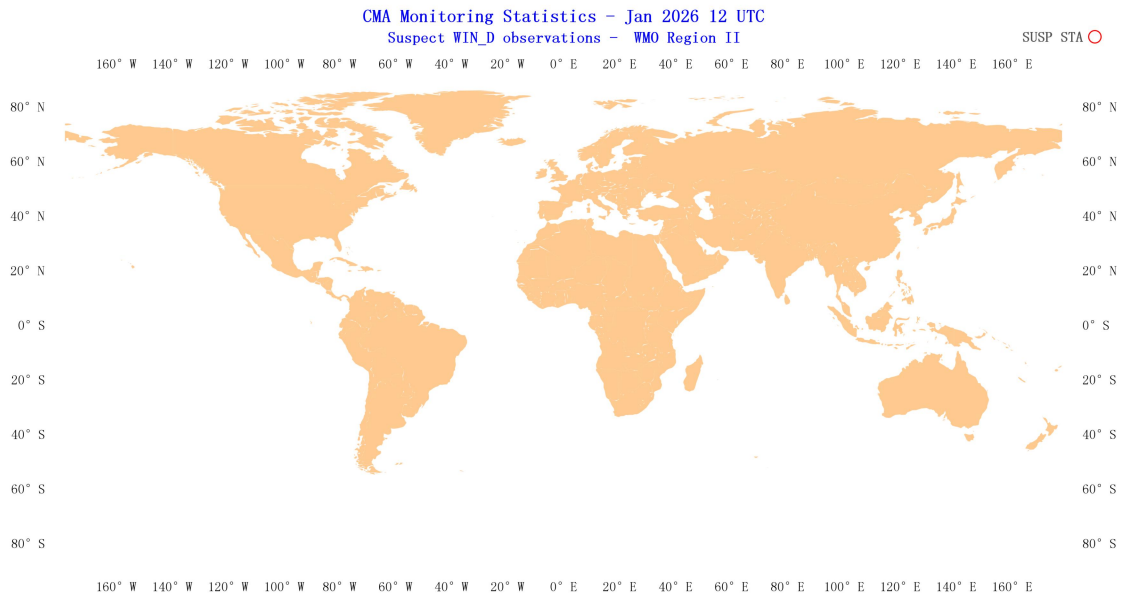 CMA Monitoring Statistics - Jan 2026 12 UTC
Suspect WIN_D observations - WMO Region II
SUSP STA
160° W 140° W 120° W 100° W 80° W 60° W 40° W 20° W 0° E 20° E 40° E 60° E 80° E 100° E 120° E 140° E 160° E
80° N 80° N
60° N 60° N
40° N 40° N
20° N 20° N
0° S 0° S
20° S 20° S
40° S 40° S
60° S 60° S
80° S 80° S
160° W 140° W 120° W 100° W 80° W 60° W 40° W 20° W 0° E 20° E 40° E 60° E 80° E 100° E 120° E 140° E 160° E